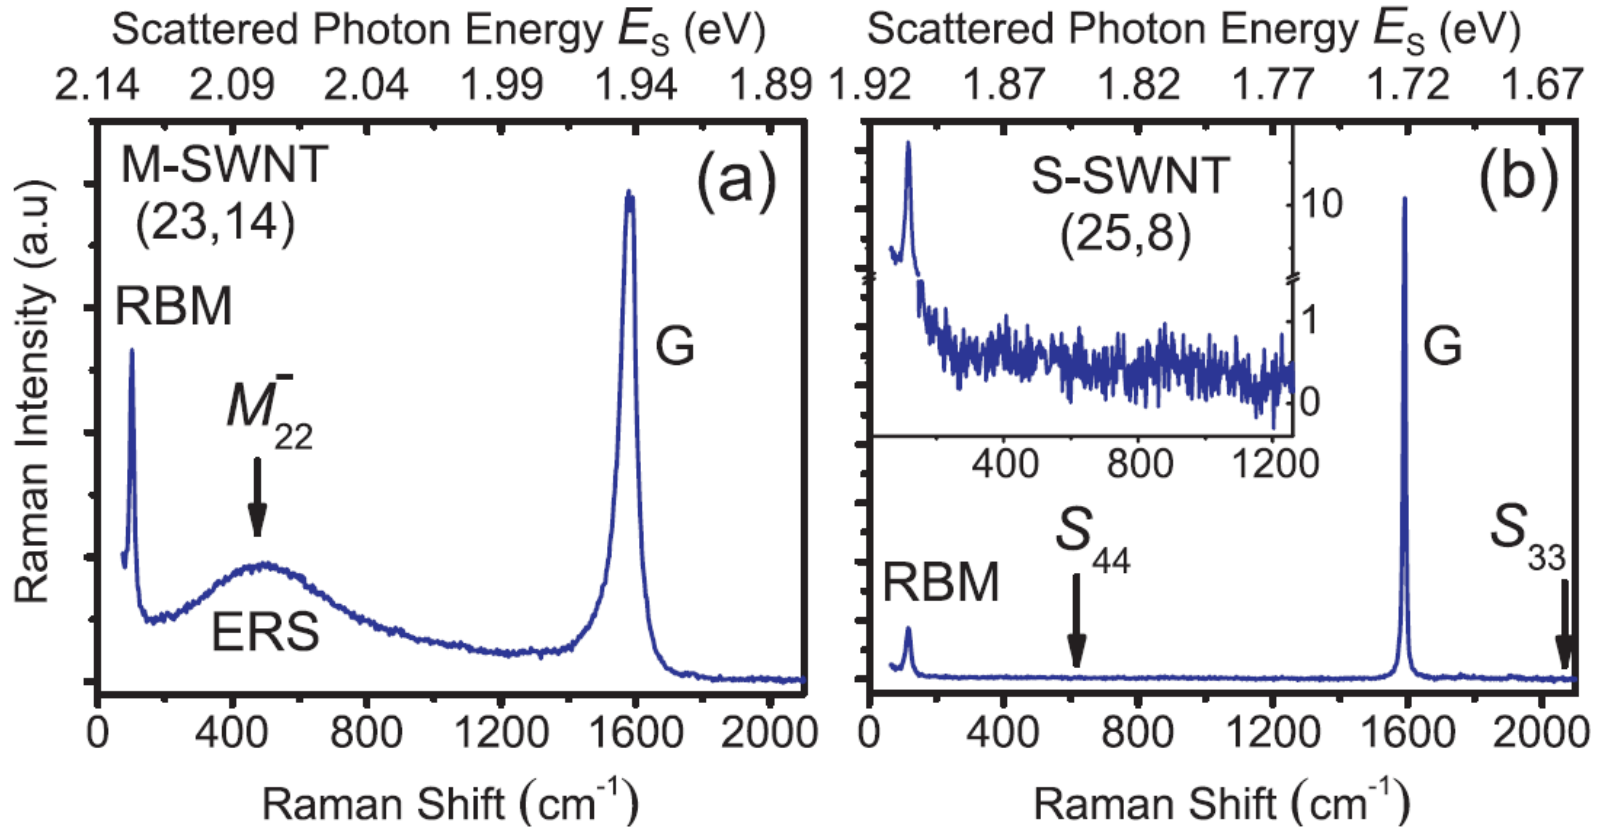 Scattered Photon Energy E_S (eV)
2.14 2.09 2.04 1.99 1.94 1.89
M-SWNT
(23,14)
(a)
RBM
M⁻₂₂
ERS
G
Raman Intensity (a.u)
0 400 800 1200 1600 2000
Raman Shift (cm⁻¹)
Scattered Photon Energy E_S (eV)
1.92 1.87 1.82 1.77 1.72 1.67
S-SWNT
(25,8)
(b)
10
1
0
400 800 1200
G
S₄₄
S₃₃
RBM
0 400 800 1200 1600 2000
Raman Shift (cm⁻¹)